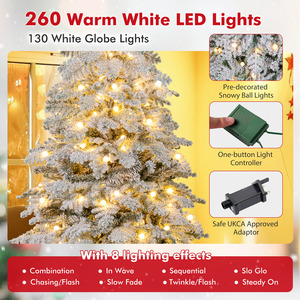 260 Warm White LED Lights
130 White Globe Lights
Pre-decorated
Snowy Ball Lights
One-button Light
Controller
Safe UKCA Approved
Adaptor
With 8 lighting effects
• Combination • In Wave • Sequential • Slo Glo
• Chasing/Flash • Slow Fade • Twinkle/Flash • Steady On